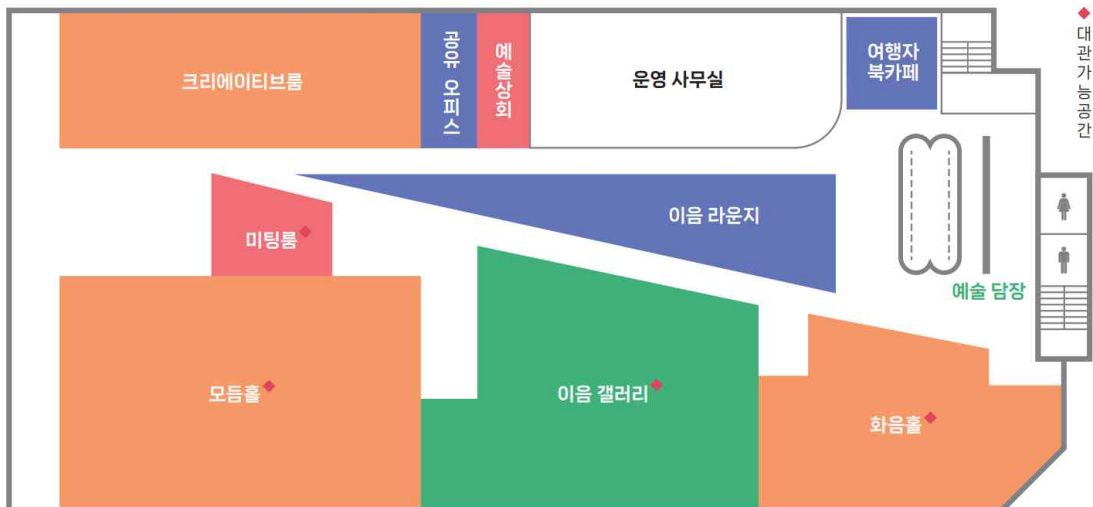 크리에이티브룸
공유 오피스
예술상회
운영 사무실
여행자
북카페
대관가능공간
이음 라운지
미팅룸
예술 담장
모듬홀
이음 갤러리
화음홀